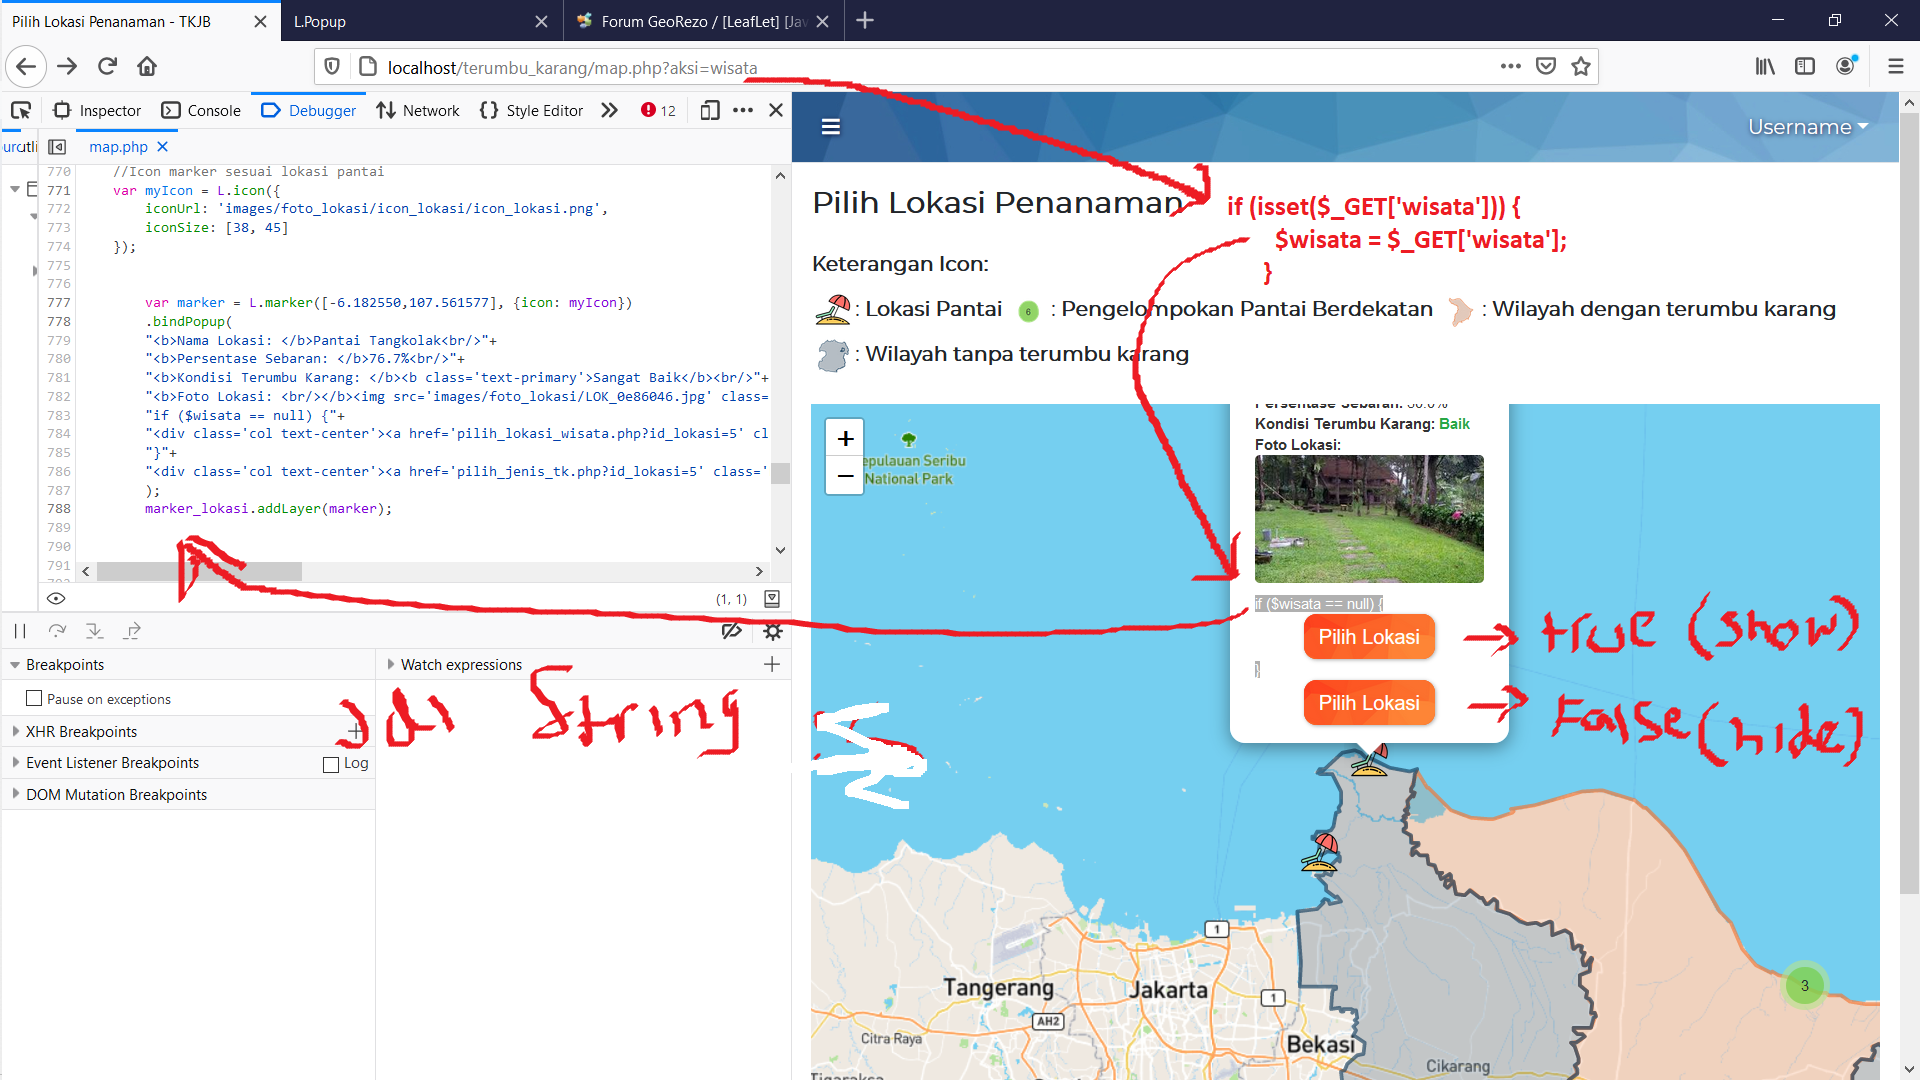 Pilih Lokasi Penanaman - TKJB
L.Popup
Forum GeoRezo / [LeafLet] [Jav
localhost/terumbu_karang/map.php?aksi=wisata
Inspector
Console
Debugger
Network
Style Editor
12
map.php
770 //Icon marker sesuai lokasi pantai
771 var myIcon = L.icon({
772 iconUrl: 'images/foto_lokasi/icon_lokasi/icon_lokasi.png',
773 iconSize: [38, 45]
774 });
775
776
777 var marker = L.marker([-6.182550,107.561577], {icon: myIcon})
778 .bindPopup(
779 "<b>Nama Lokasi: </b>Pantai Tangkolak<br/>"+
780 "<b>Persentase Sebaran: </b>76.7%<br/>"+
781 "<b>Kondisi Terumbu Karang: </b><b class='text-primary'>Sangat Baik</b><br/>"+
782 "<b>Foto Lokasi: <br/></b><img src='images/foto_lokasi/LOK_0e86046.jpg' class=
783 "if ($wisata == null) {"+
784 "<div class='col text-center'><a href='pilih_lokasi_wisata.php?id_lokasi=5' cl
785 "}"+
786 "<div class='col text-center'><a href='pilih_jenis_tk.php?id_lokasi=5' class='
787 );
788 marker_lokasi.addLayer(marker);
789
790
791
(1, 1)
Breakpoints
Pause on exceptions
XHR Breakpoints
Event Listener Breakpoints
Log
DOM Mutation Breakpoints
Watch expressions
jdi String
Username
Pilih Lokasi Penanaman
if (isset($_GET['wisata'])) {
$wisata = $_GET['wisata'];
}
Keterangan Icon:
: Lokasi Pantai
6
: Pengelompokan Pantai Berdekatan
: Wilayah dengan terumbu karang
: Wilayah tanpa terumbu karang
+
−
epulauan Seribu
National Park
Kondisi Terumbu Karang: Baik
Foto Lokasi:
if ($wisata == null) {
Pilih Lokasi
}
Pilih Lokasi
true (show)
False (hide)
1
Tangerang
Jakarta
1
AH2
Citra Raya
Bekasi
Cikarang
3